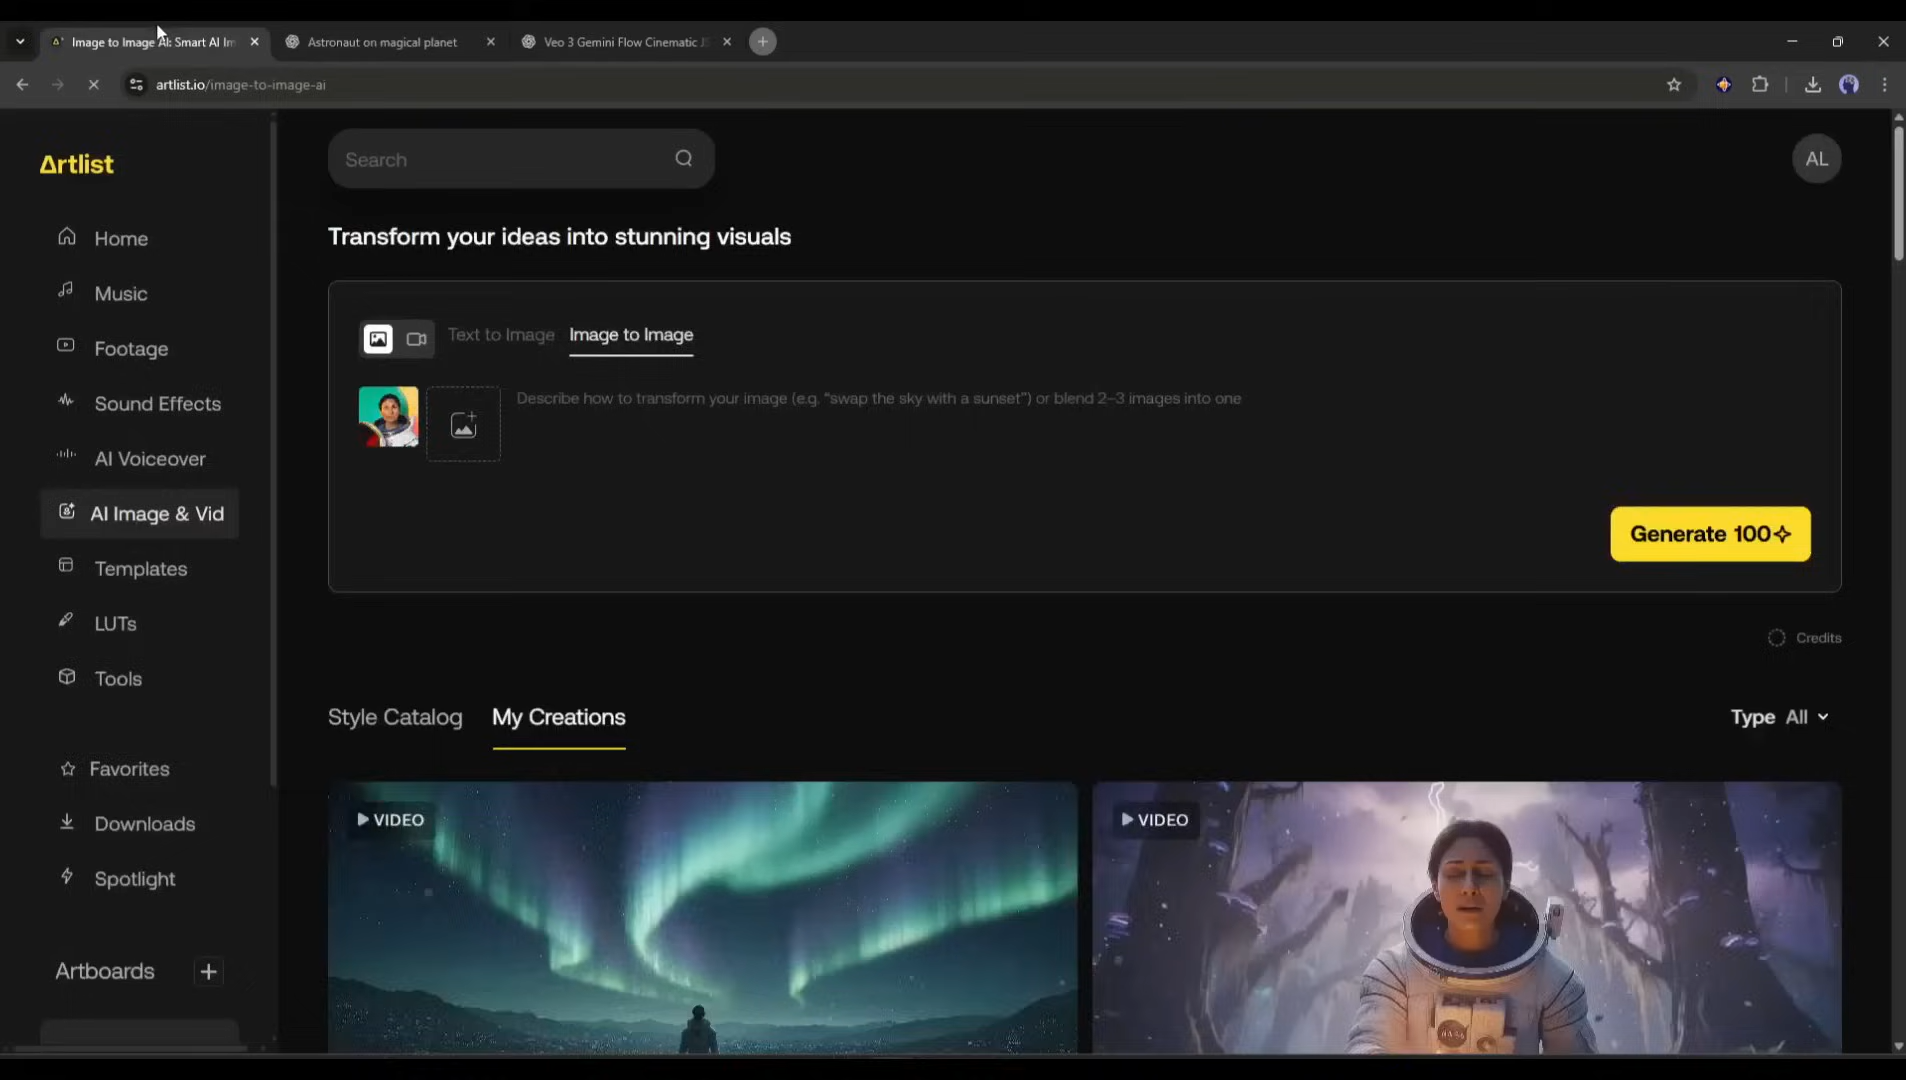 Image to Image AI: Smart AI Im
Astronaut on magical planet
Veo 3 Gemini Flow Cinematic JS
artlist.io/image-to-image-ai
Artlist
Search
AL
Home
Music
Footage
Sound Effects
AI Voiceover
AI Image & Vid
Templates
LUTs
Tools
Favorites
Downloads
Spotlight
Artboards
Transform your ideas into stunning visuals
Text to Image
Image to Image
Describe how to transform your image (e.g. “swap the sky with a sunset”) or blend 2–3 images into one
Generate 100
Credits
Style Catalog
My Creations
Type All
VIDEO
VIDEO
NASA